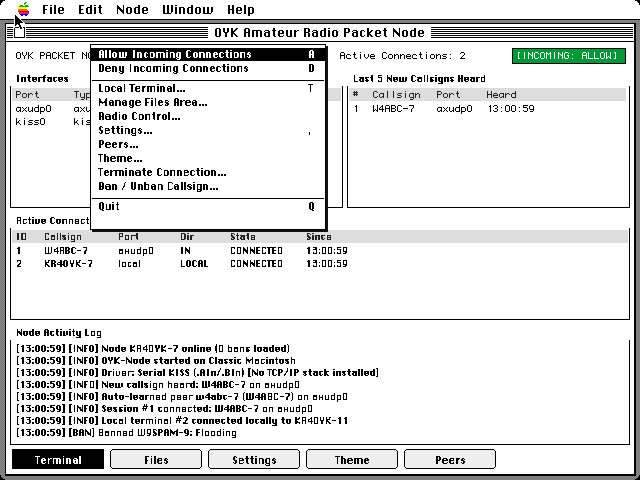 File Edit Node Window Help
OYK Amateur Radio Packet Node
OYK PACKET NO
Active Connections: 2
[INCOMING: ALLOW]
Allow Incoming Connections A
Deny Incoming Connections D
Local Terminal... T
Manage Files Area...
Radio Control...
Settings... ,
Peers...
Theme...
Terminate Connection...
Ban / Unban Callsign...
Quit Q
Interfaces
Port Typ
axudp0 axu
kiss0 kis
Last 5 New Callsigns Heard
# Callsign Port Heard
1 W4ABC-7 axudp0 13:00:59
Active Connect
ID Callsign Port Dir State Since
1 W4ABC-7 axudp0 IN CONNECTED 13:00:59
2 KR4OYK-7 local LOCAL CONNECTED 13:00:59
Node Activity Log
[13:00:59] [INFO] Node KR4OYK-7 online (0 bans loaded)
[13:00:59] [INFO] OYK-Node started on Classic Macintosh
[13:00:59] [INFO] Driver: Serial KISS (.AIn/.BIn) [No TCP/IP stack installed]
[13:00:59] [INFO] New callsign heard: W4ABC-7 on axudp0
[13:00:59] [INFO] Auto-learned peer w4abc-7 (W4ABC-7) on axudp0
[13:00:59] [INFO] Session #1 connected: W4ABC-7 on axudp0
[13:00:59] [INFO] Local terminal #2 connected locally to KR4OYK-11
[13:00:59] [BAN] Banned W9SPAM-9: Flooding
Terminal Files Settings Theme Peers